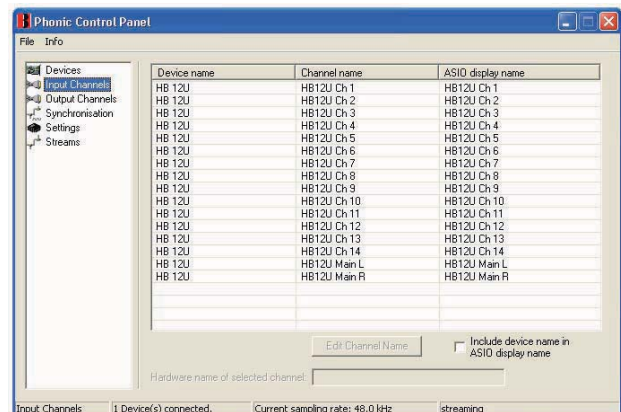 Phonic Control Panel
File Info
Devices
Input Channels
Output Channels
Synchronisation
Settings
Streams
Device name Channel name ASIO display name
HB 12U HB12U Ch 1 HB12U Ch 1
HB 12U HB12U Ch 2 HB12U Ch 2
HB 12U HB12U Ch 3 HB12U Ch 3
HB 12U HB12U Ch 4 HB12U Ch 4
HB 12U HB12U Ch 5 HB12U Ch 5
HB 12U HB12U Ch 6 HB12U Ch 6
HB 12U HB12U Ch 7 HB12U Ch 7
HB 12U HB12U Ch 8 HB12U Ch 8
HB 12U HB12U Ch 9 HB12U Ch 9
HB 12U HB12U Ch 10 HB12U Ch 10
HB 12U HB12U Ch 11 HB12U Ch 11
HB 12U HB12U Ch 12 HB12U Ch 12
HB 12U HB12U Ch 13 HB12U Ch 13
HB 12U HB12U Ch 14 HB12U Ch 14
HB 12U HB12U Main L HB12U Main L
HB 12U HB12U Main R HB12U Main R
Edit Channel Name
Include device name in
ASIO display name
Hardware name of selected channel:
Input Channels 1 Device(s) connected. Current sampling rate: 48.0 kHz streaming